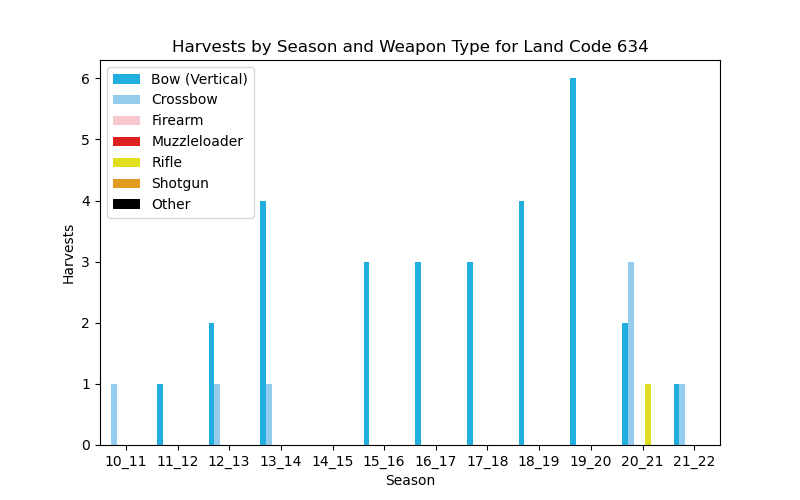 Harvests by Season and Weapon Type for Land Code 634
Bow (Vertical)
Crossbow
Firearm
Muzzleloader
Rifle
Shotgun
Other
Harvests
6
5
4
3
2
1
0
10_11 11_12 12_13 13_14 14_15 15_16 16_17 17_18 18_19 19_20 20_21 21_22
Season